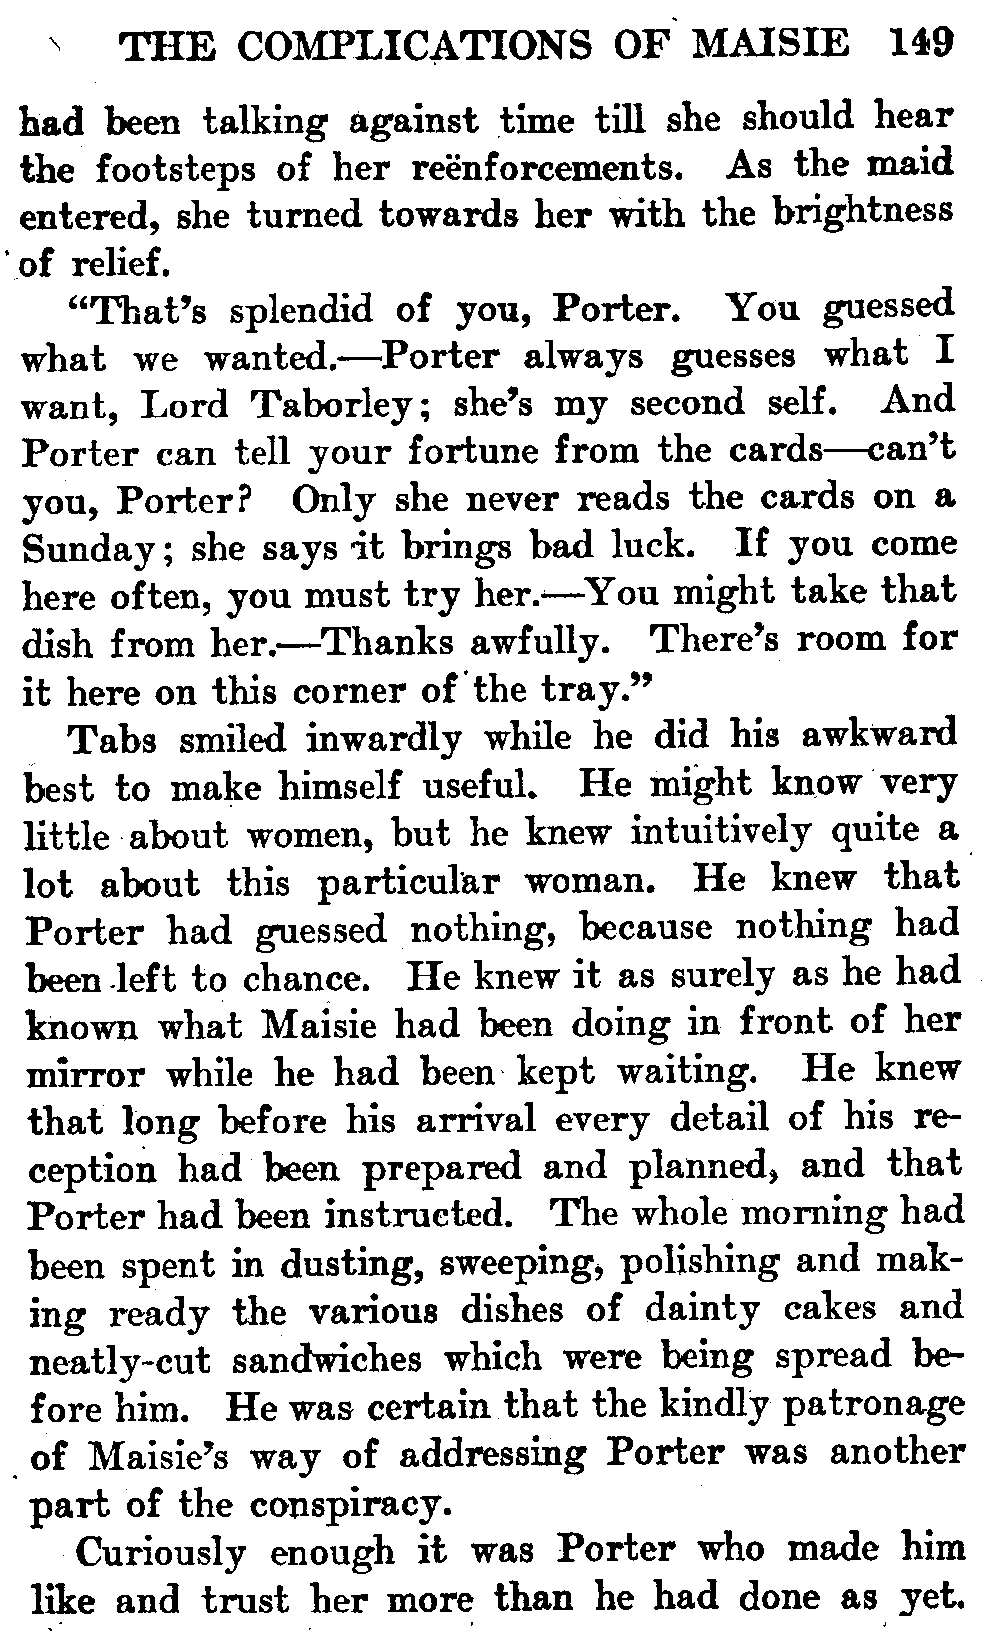 THE COMPLICATIONS OF MAISIE 149
had been talking against time till she should hear
the footsteps of her reënforcements. As the maid
entered, she turned towards her with the brightness
of relief.
“That’s splendid of you, Porter. You guessed
what we wanted.—Porter always guesses what I
want, Lord Taborley; she’s my second self. And
Porter can tell your fortune from the cards—can’t
you, Porter? Only she never reads the cards on a
Sunday; she says it brings bad luck. If you come
here often, you must try her.—You might take that
dish from her.—Thanks awfully. There’s room for
it here on this corner of the tray.”
Tabs smiled inwardly while he did his awkward
best to make himself useful. He might know very
little about women, but he knew intuitively quite a
lot about this particular woman. He knew that
Porter had guessed nothing, because nothing had
been left to chance. He knew it as surely as he had
known what Maisie had been doing in front of her
mirror while he had been kept waiting. He knew
that long before his arrival every detail of his re-
ception had been prepared and planned, and that
Porter had been instructed. The whole morning had
been spent in dusting, sweeping, polishing and mak-
ing ready the various dishes of dainty cakes and
neatly-cut sandwiches which were being spread be-
fore him. He was certain that the kindly patronage
of Maisie’s way of addressing Porter was another
part of the conspiracy.
Curiously enough it was Porter who made him
like and trust her more than he had done as yet.